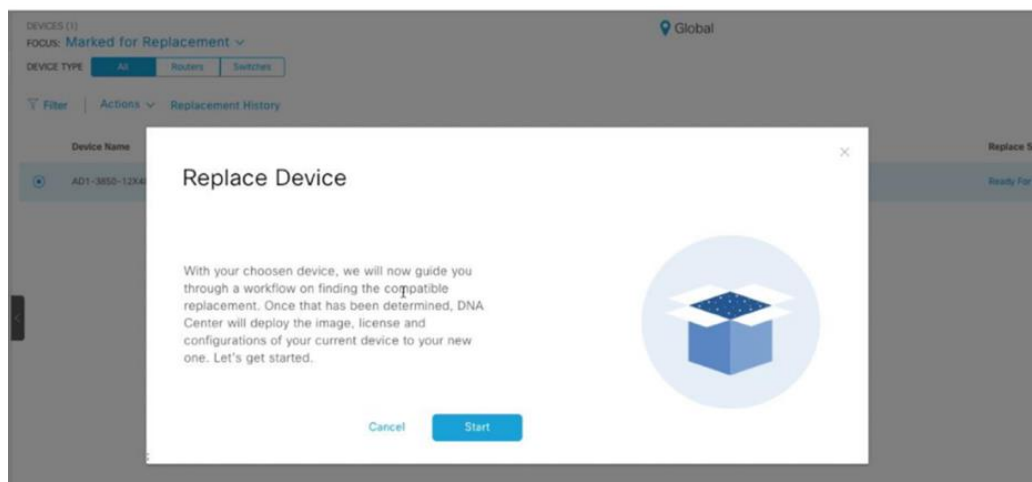 DEVICES (1)
FOCUS: Marked for Replacement
Global
DEVICE TYPE All Routers Switches
Filter Actions Replacement History
Device Name
Replace S
AD1-3850-12X4
Ready For
Replace Device
With your choosen device, we will now guide you
through a workflow on finding the compatible
replacement. Once that has been determined, DNA
Center will deploy the image, license and
configurations of your current device to your new
one. Let's get started.
Cancel Start